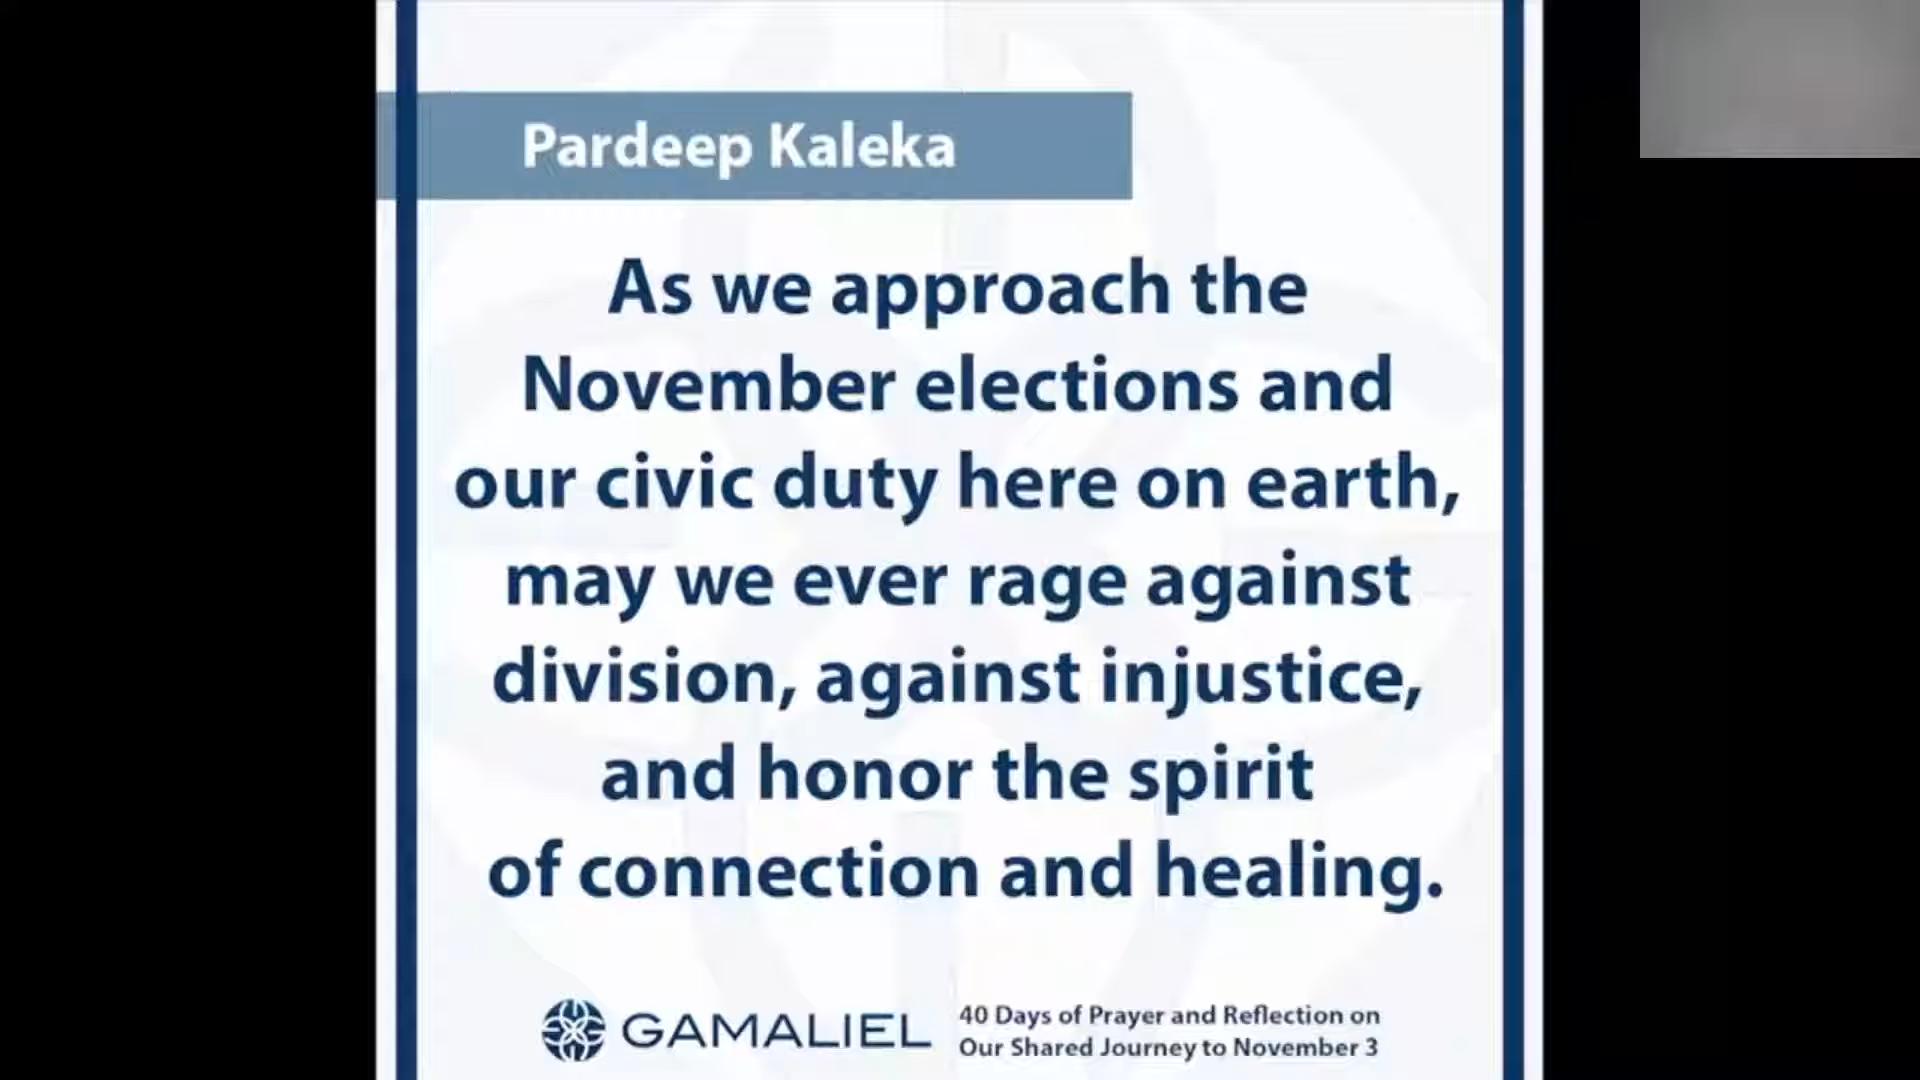 Pardeep Kaleka
As we approach the
November elections and
our civic duty here on earth,
may we ever rage against
division, against injustice,
and honor the spirit
of connection and healing.
GAMALIEL
40 Days of Prayer and Reflection on
Our Shared Journey to November 3